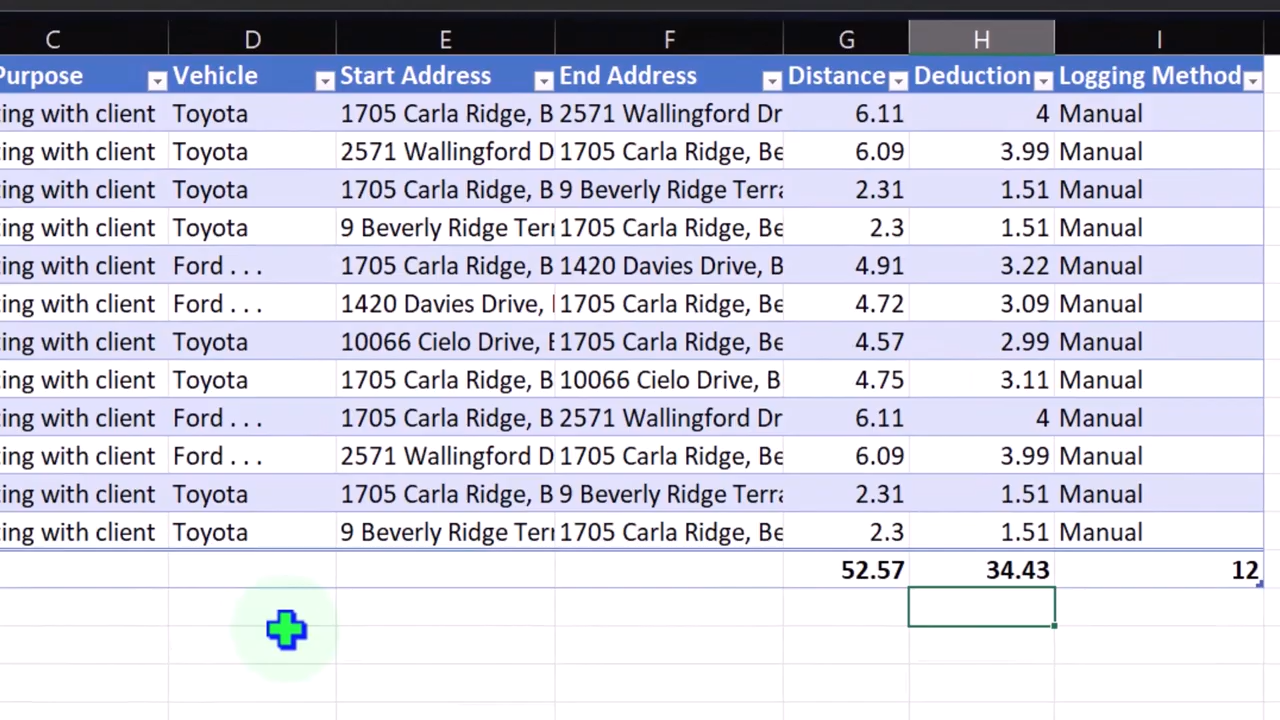 C D E F G H I
Purpose Vehicle Start Address End Address Distance Deduction Logging Method
ing with client Toyota 1705 Carla Ridge, B 2571 Wallingford Dr 6.11 4 Manual
ing with client Toyota 2571 Wallingford D 1705 Carla Ridge, Be 6.09 3.99 Manual
ing with client Toyota 1705 Carla Ridge, B 9 Beverly Ridge Terra 2.31 1.51 Manual
ing with client Toyota 9 Beverly Ridge Terr 1705 Carla Ridge, Be 2.3 1.51 Manual
ing with client Ford . . . 1705 Carla Ridge, B 1420 Davies Drive, B 4.91 3.22 Manual
ing with client Ford . . . 1420 Davies Drive, 1705 Carla Ridge, Be 4.72 3.09 Manual
ing with client Toyota 10066 Cielo Drive, 1705 Carla Ridge, Be 4.57 2.99 Manual
ing with client Toyota 1705 Carla Ridge, B 10066 Cielo Drive, B 4.75 3.11 Manual
ing with client Ford . . . 1705 Carla Ridge, B 2571 Wallingford Dr 6.11 4 Manual
ing with client Ford . . . 2571 Wallingford D 1705 Carla Ridge, Be 6.09 3.99 Manual
ing with client Toyota 1705 Carla Ridge, B 9 Beverly Ridge Terra 2.31 1.51 Manual
ing with client Toyota 9 Beverly Ridge Terr 1705 Carla Ridge, Be 2.3 1.51 Manual
52.57 34.43 12